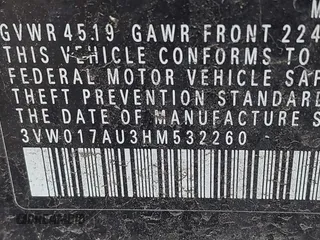 M
GVWR 4519 GAWR FRONT 224
THIS VEHICLE CONFORMS TO
FEDERAL MOTOR VEHICLE SAF
THEFT PREVENTION STANDARD
THE DATE OF MANUFACTURE S
3VW017AU3HM532260